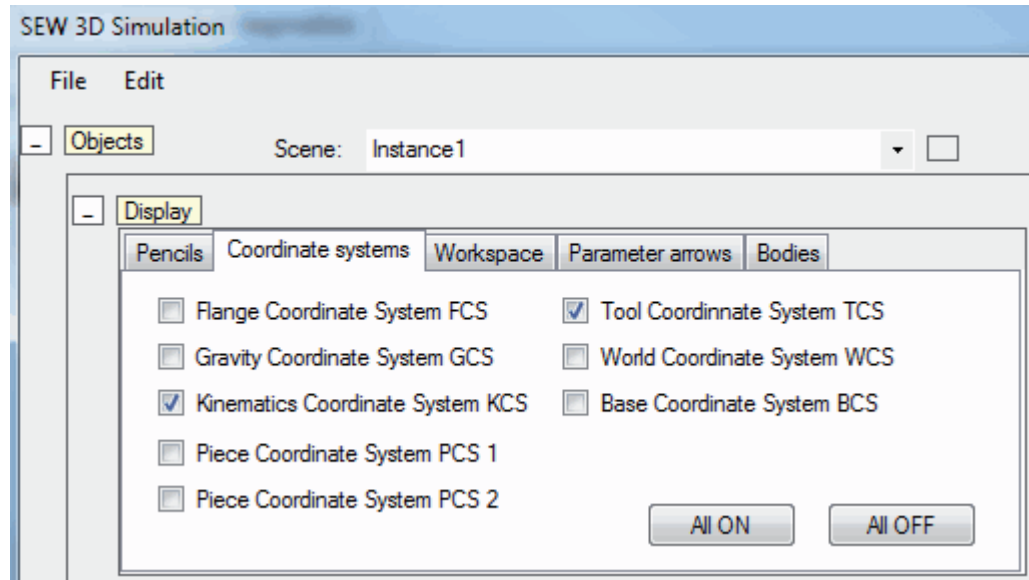 SEW 3D Simulation
File Edit
Objects Scene: Instance1
Display
Pencils Coordinate systems Workspace Parameter arrows Bodies
Flange Coordinate System FCS Tool Coordinnate System TCS
Gravity Coordinate System GCS World Coordinate System WCS
Kinematics Coordinate System KCS Base Coordinate System BCS
Piece Coordinate System PCS 1
Piece Coordinate System PCS 2
All ON All OFF